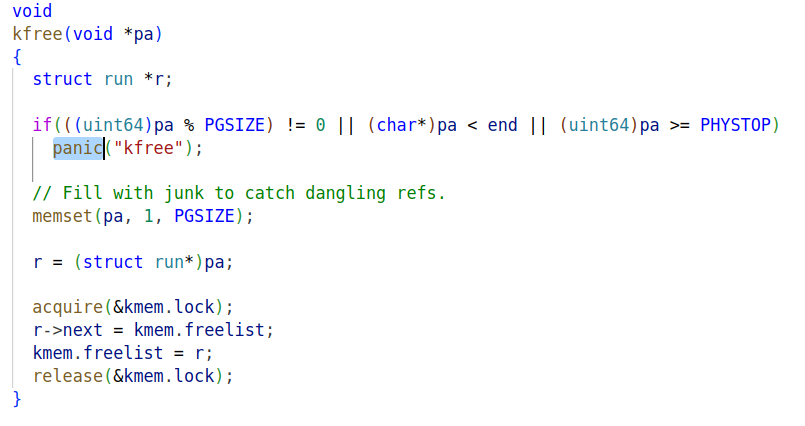 void
kfree(void *pa)
{
  struct run *r;

  if(((uint64)pa % PGSIZE) != 0 || (char*)pa < end || (uint64)pa >= PHYSTOP)
    panic("kfree");

  // Fill with junk to catch dangling refs.
  memset(pa, 1, PGSIZE);

  r = (struct run*)pa;

  acquire(&kmem.lock);
  r->next = kmem.freelist;
  kmem.freelist = r;
  release(&kmem.lock);
}